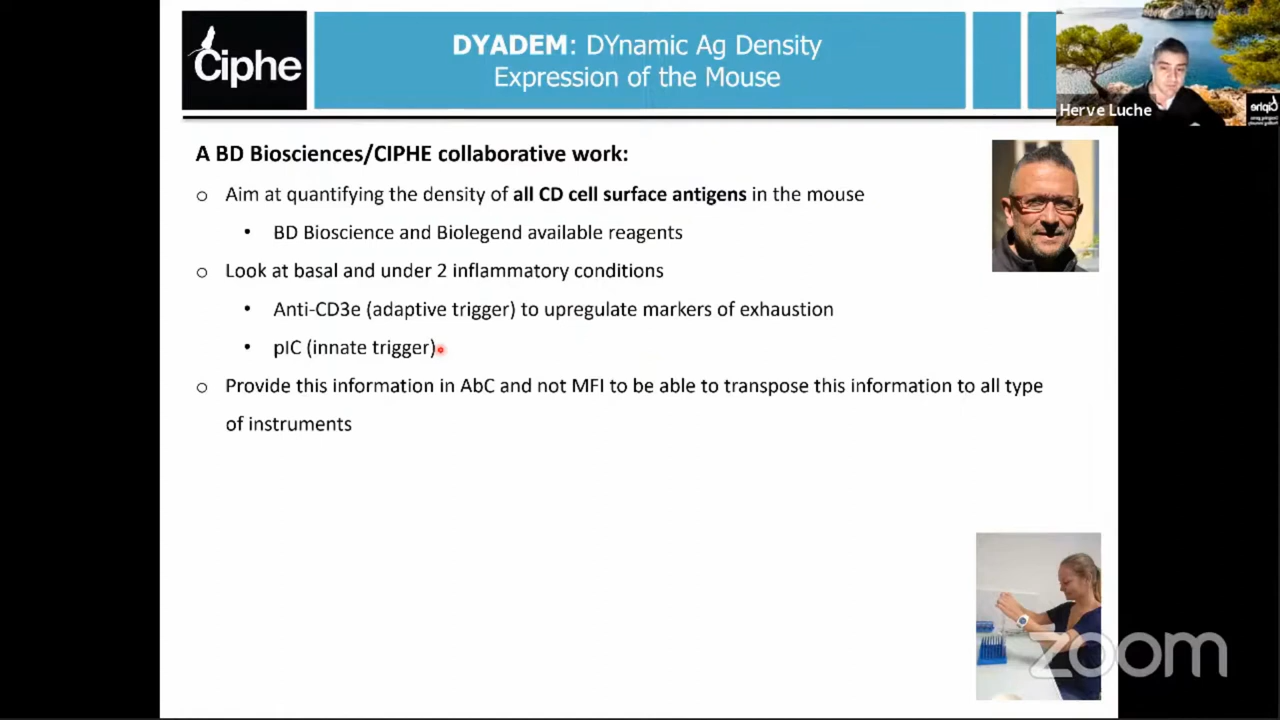 Ciphe
DYADEM: DYnamic Ag Density
Expression of the Mouse
Herve Luche
A BD Biosciences/CIPHE collaborative work:
o Aim at quantifying the density of all CD cell surface antigens in the mouse
• BD Bioscience and Biolegend available reagents
o Look at basal and under 2 inflammatory conditions
• Anti-CD3e (adaptive trigger) to upregulate markers of exhaustion
• pIC (innate trigger)
o Provide this information in AbC and not MFI to be able to transpose this information to all type
of instruments
zoom